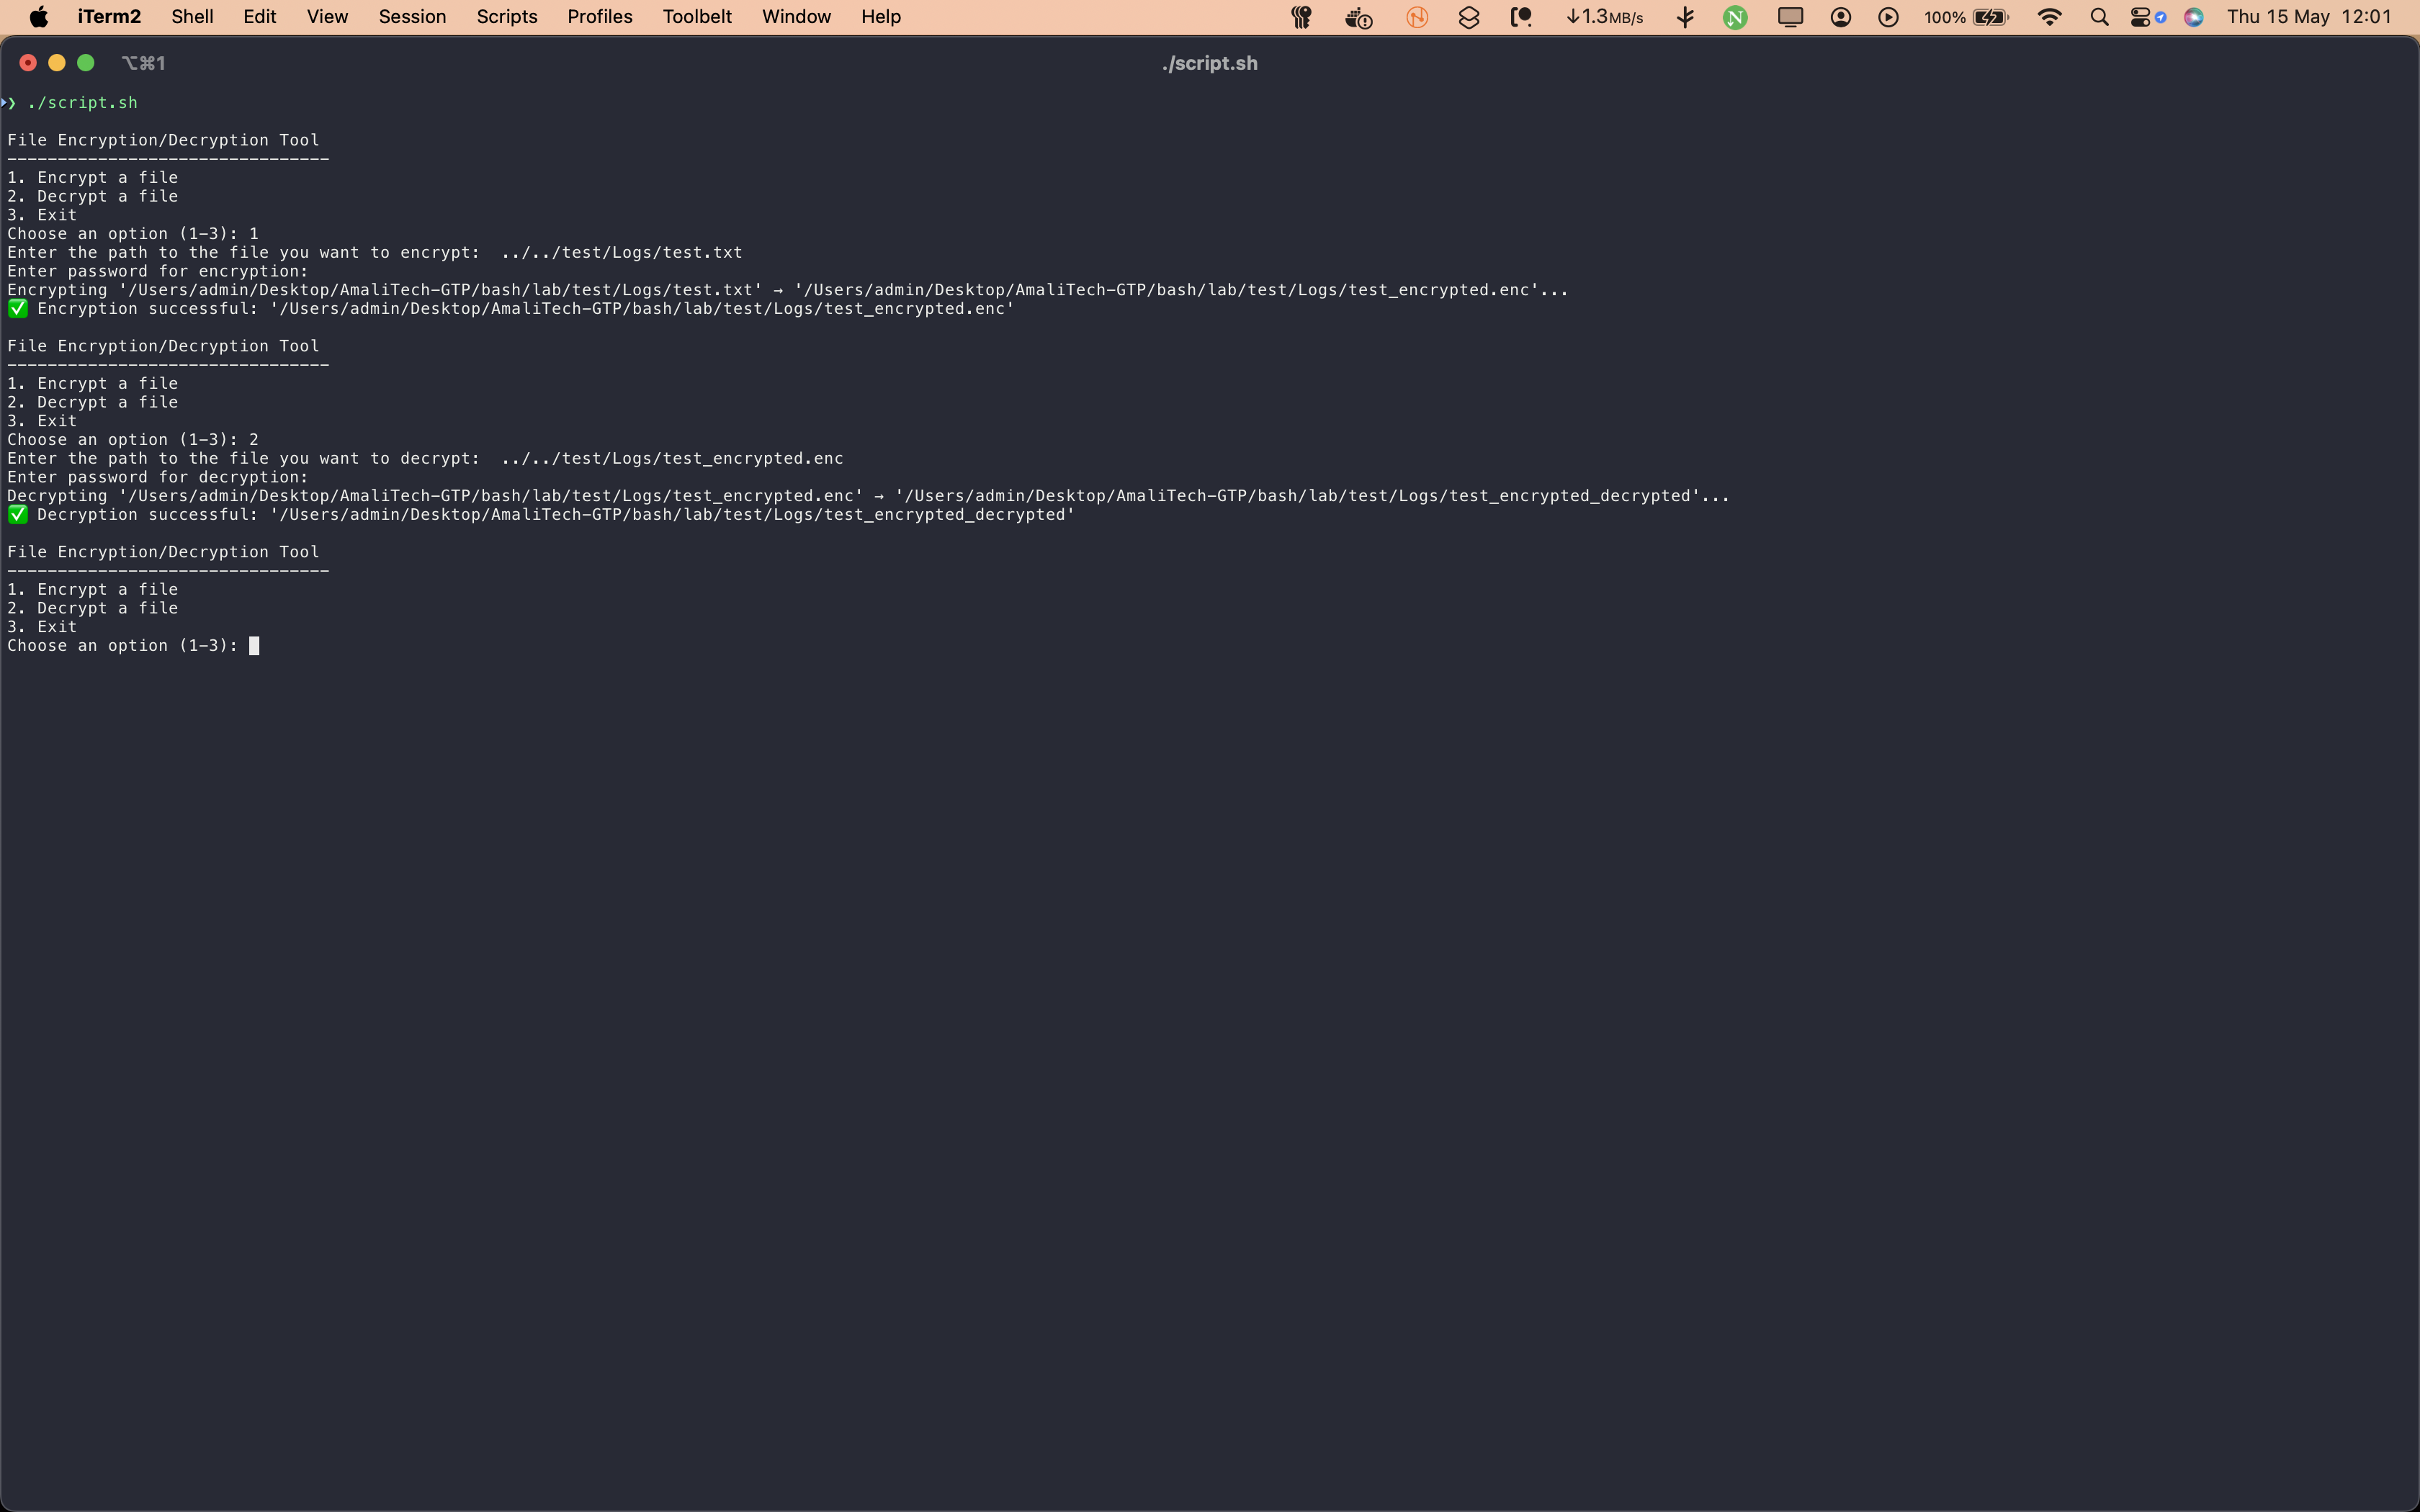 iTerm2 Shell Edit View Session Scripts Profiles Toolbelt Window Help ↓1.3MB/s N 100% Thu 15 May 12:01
⌥⌘1 ./script.sh
❯ ./script.sh
File Encryption/Decryption Tool
--------------------------------
1. Encrypt a file
2. Decrypt a file
3. Exit
Choose an option (1-3): 1
Enter the path to the file you want to encrypt:  ../../test/Logs/test.txt
Enter password for encryption:
Encrypting '/Users/admin/Desktop/AmaliTech-GTP/bash/lab/test/Logs/test.txt' → '/Users/admin/Desktop/AmaliTech-GTP/bash/lab/test/Logs/test_encrypted.enc'...
✅ Encryption successful: '/Users/admin/Desktop/AmaliTech-GTP/bash/lab/test/Logs/test_encrypted.enc'
File Encryption/Decryption Tool
--------------------------------
1. Encrypt a file
2. Decrypt a file
3. Exit
Choose an option (1-3): 2
Enter the path to the file you want to decrypt:  ../../test/Logs/test_encrypted.enc
Enter password for decryption:
Decrypting '/Users/admin/Desktop/AmaliTech-GTP/bash/lab/test/Logs/test_encrypted.enc' → '/Users/admin/Desktop/AmaliTech-GTP/bash/lab/test/Logs/test_encrypted_decrypted'...
✅ Decryption successful: '/Users/admin/Desktop/AmaliTech-GTP/bash/lab/test/Logs/test_encrypted_decrypted'
File Encryption/Decryption Tool
--------------------------------
1. Encrypt a file
2. Decrypt a file
3. Exit
Choose an option (1-3):